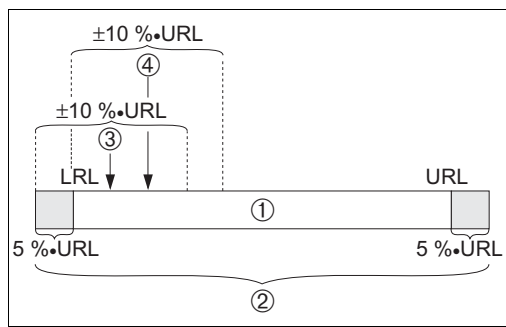 ±10 %•URL
④
±10 %•URL
③
LRL URL
①
5 %•URL 5 %•URL
②